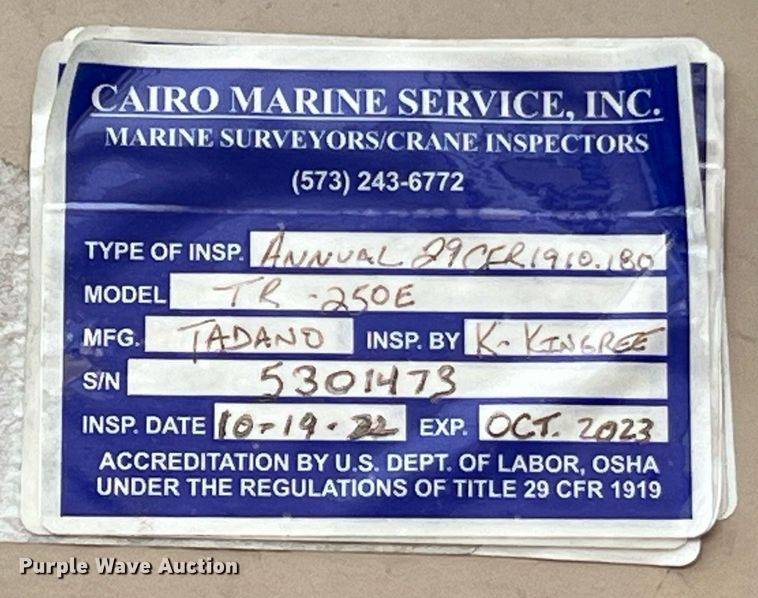 CAIRO MARINE SERVICE, INC.
MARINE SURVEYORS/CRANE INSPECTORS
(573) 243-6772
TYPE OF INSP. ANNUAL 29CFR1910.180
MODEL TR-250E
MFG. TADANO INSP. BY K. KINGREE
S/N 5301473
INSP. DATE 10-19-22 EXP. OCT. 2023
ACCREDITATION BY U.S. DEPT. OF LABOR, OSHA
UNDER THE REGULATIONS OF TITLE 29 CFR 1919
Purple Wave Auction